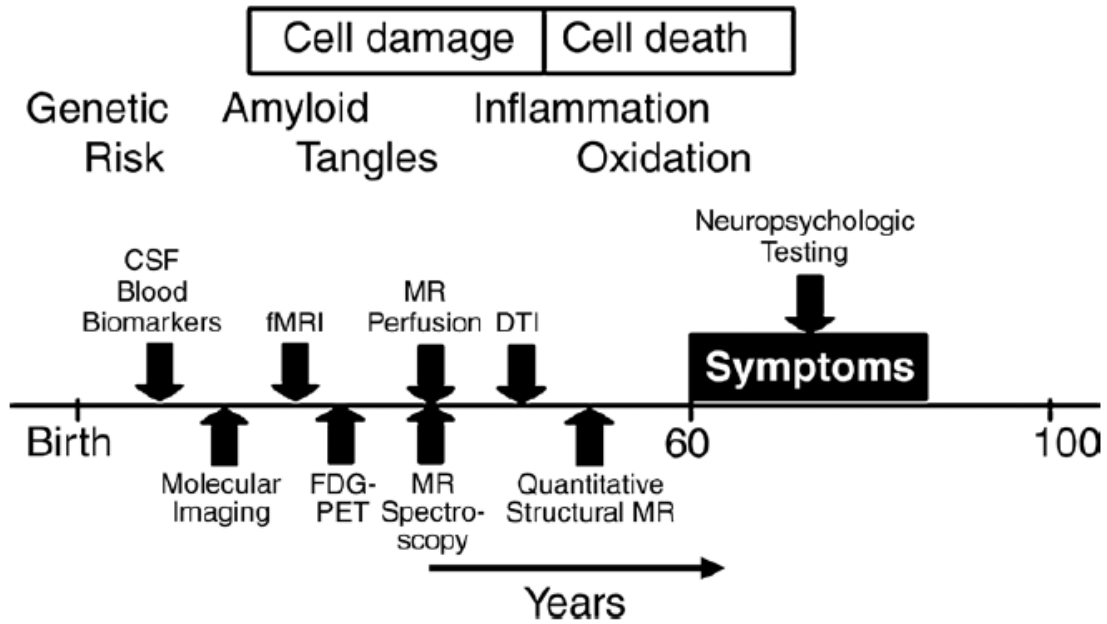 Cell damage Cell death
Genetic Amyloid Inflammation
Risk Tangles Oxidation
Neuropsychologic
Testing
CSF
Blood
Biomarkers
fMRI
MR
Perfusion
DTI
Symptoms
Birth
60
100
Molecular
Imaging
FDG-
PET
MR
Spectro-
scopy
Quantitative
Structural MR
Years